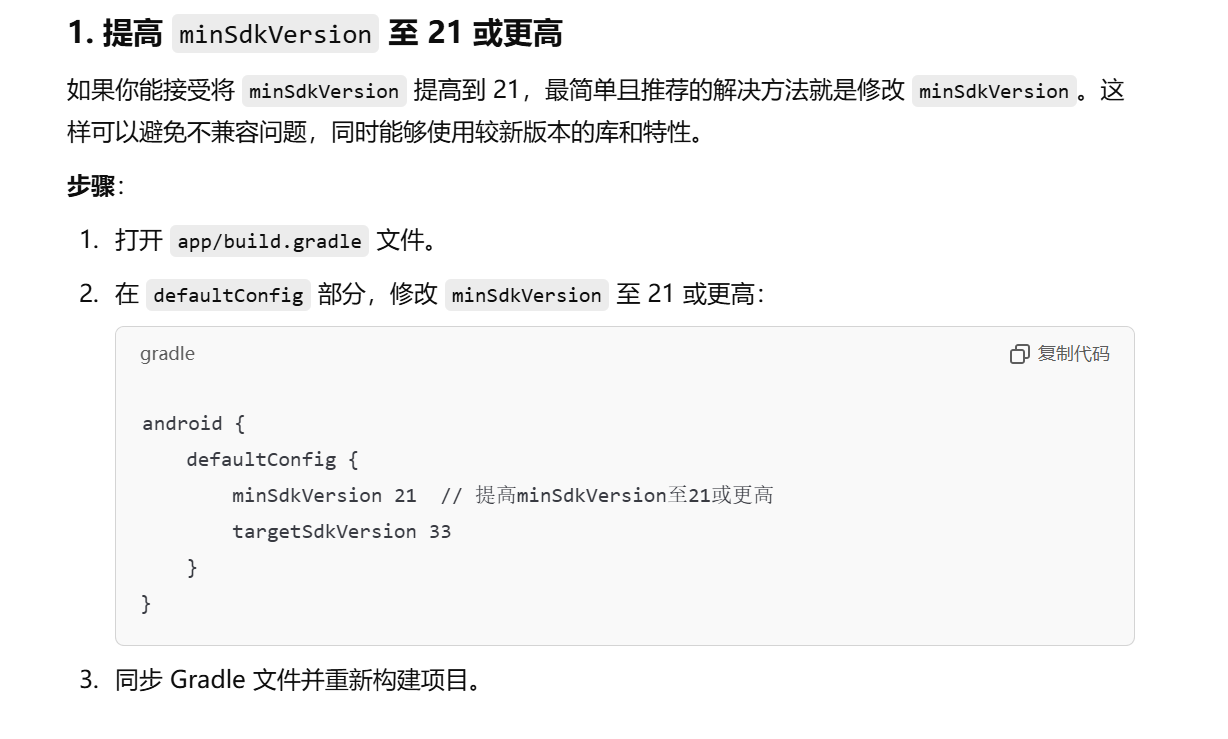 1. 提高 minSdkVersion 至 21 或更高
如果你能接受将 minSdkVersion 提高到 21，最简单且推荐的解决方法就是修改 minSdkVersion 。这
样可以避免不兼容问题，同时能够使用较新版本的库和特性。
步骤：
1. 打开 app/build.gradle 文件。
2. 在 defaultConfig 部分，修改 minSdkVersion 至 21 或更高：
gradle 复制代码
android {
    defaultConfig {
        minSdkVersion 21  // 提高minSdkVersion至21或更高
        targetSdkVersion 33
    }
}
3. 同步 Gradle 文件并重新构建项目。